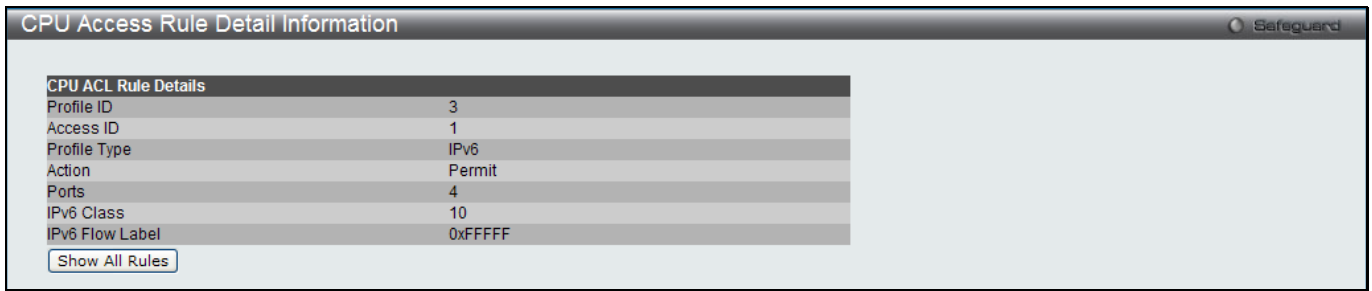 CPU Access Rule Detail Information
Safeguard
CPU ACL Rule Details
Profile ID 3
Access ID 1
Profile Type IPv6
Action Permit
Ports 4
IPv6 Class 10
IPv6 Flow Label 0xFFFFF
Show All Rules